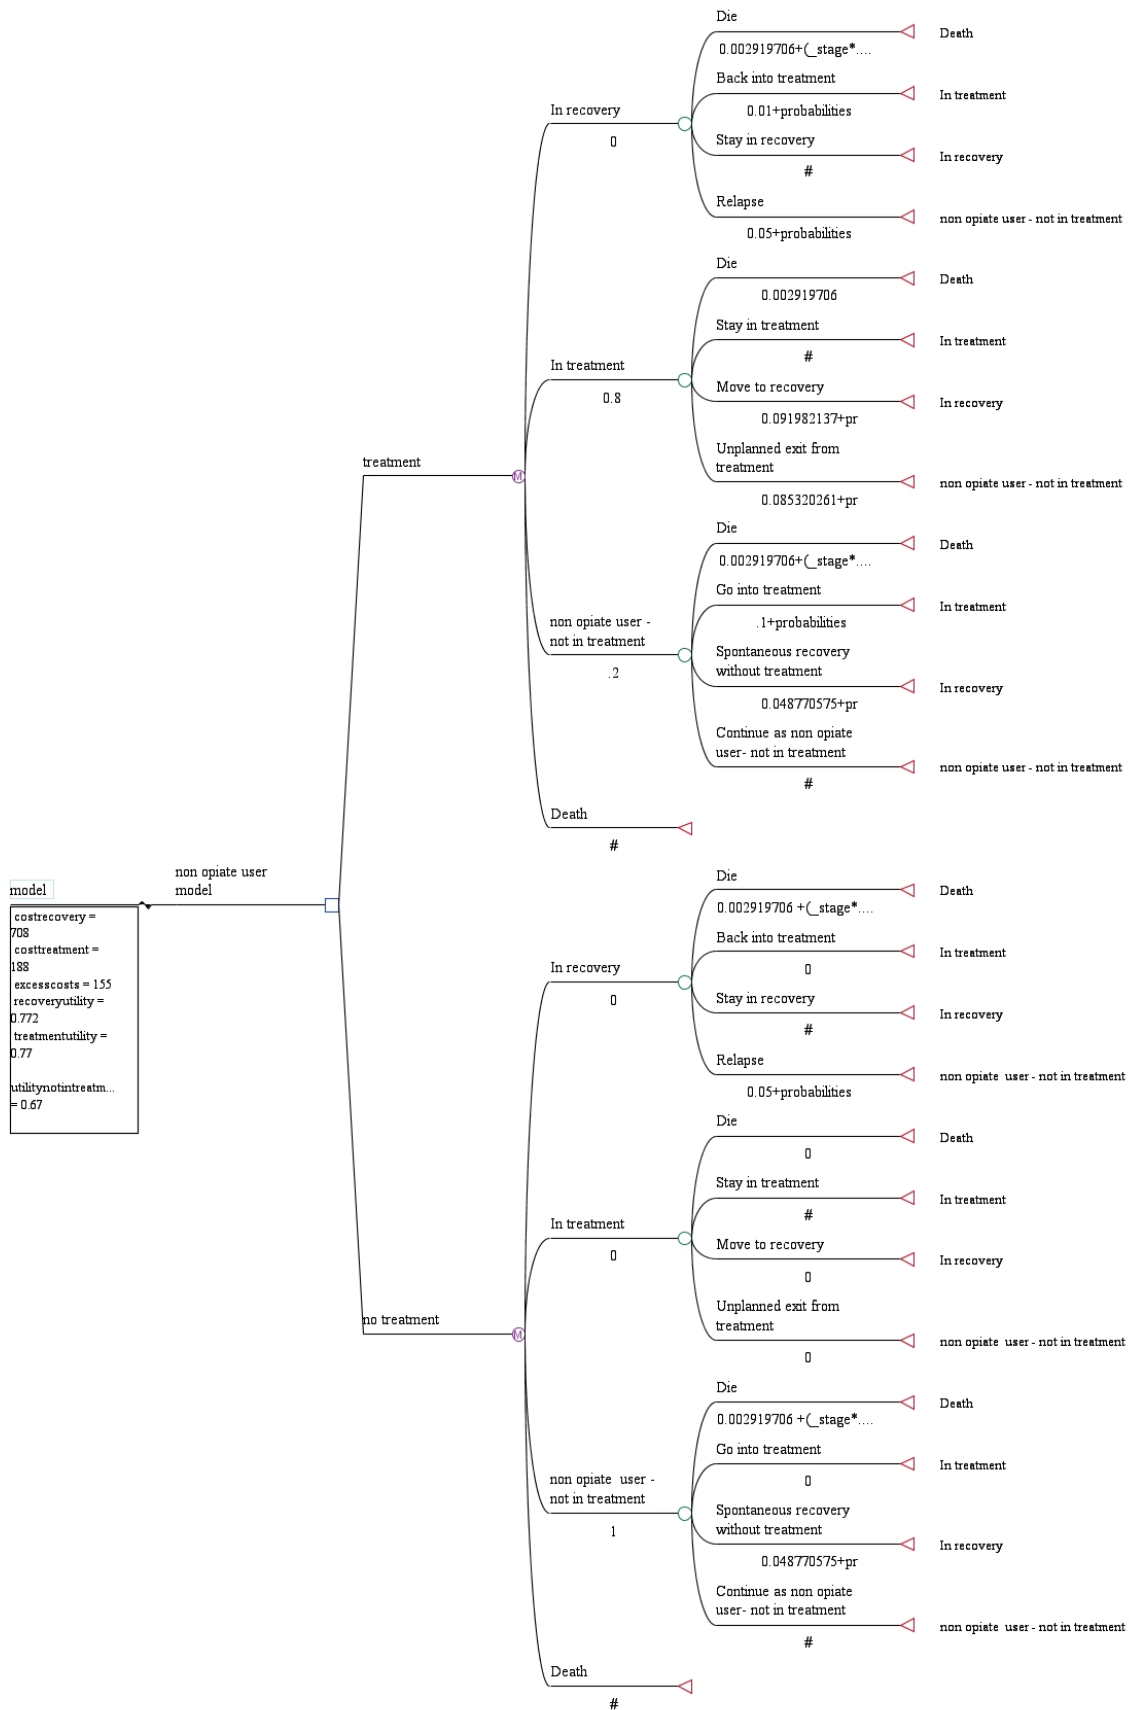 Die
0.002919706+(_stage*....
Death
Back into treatment
0.01+probabilities
In treatment
In recovery
0
Stay in recovery
#
In recovery
Relapse
0.05+probabilities
non opiate user - not in treatment
Die
0.002919706
Death
Stay in treatment
#
In treatment
In treatment
0.8
Move to recovery
0.091982137+pr
In recovery
Unplanned exit from
treatment
0.085320261+pr
non opiate user - not in treatment
treatment
M
Die
0.002919706+(_stage*....
Death
Go into treatment
.1+probabilities
In treatment
non opiate user -
not in treatment
.2
Spontaneous recovery
without treatment
0.048770575+pr
In recovery
Continue as non opiate
user- not in treatment
#
non opiate user - not in treatment
Death
#
non opiate user
model
model
costrecovery =
708
costtreatment =
188
excesscosts = 155
recoveryutility =
0.772
treatmentutility =
0.77
utilitynotintreatm...
= 0.67
Die
0.002919706 +(_stage*....
Death
Back into treatment
0
In treatment
In recovery
0
Stay in recovery
#
In recovery
Relapse
0.05+probabilities
non opiate  user - not in treatment
Die
0
Death
Stay in treatment
#
In treatment
In treatment
0
Move to recovery
0
In recovery
Unplanned exit from
treatment
0
non opiate  user - not in treatment
no treatment
M
Die
0.002919706 +(_stage*....
Death
Go into treatment
0
In treatment
non opiate  user -
not in treatment
1
Spontaneous recovery
without treatment
0.048770575+pr
In recovery
Continue as non opiate
user- not in treatment
#
non opiate  user - not in treatment
Death
#